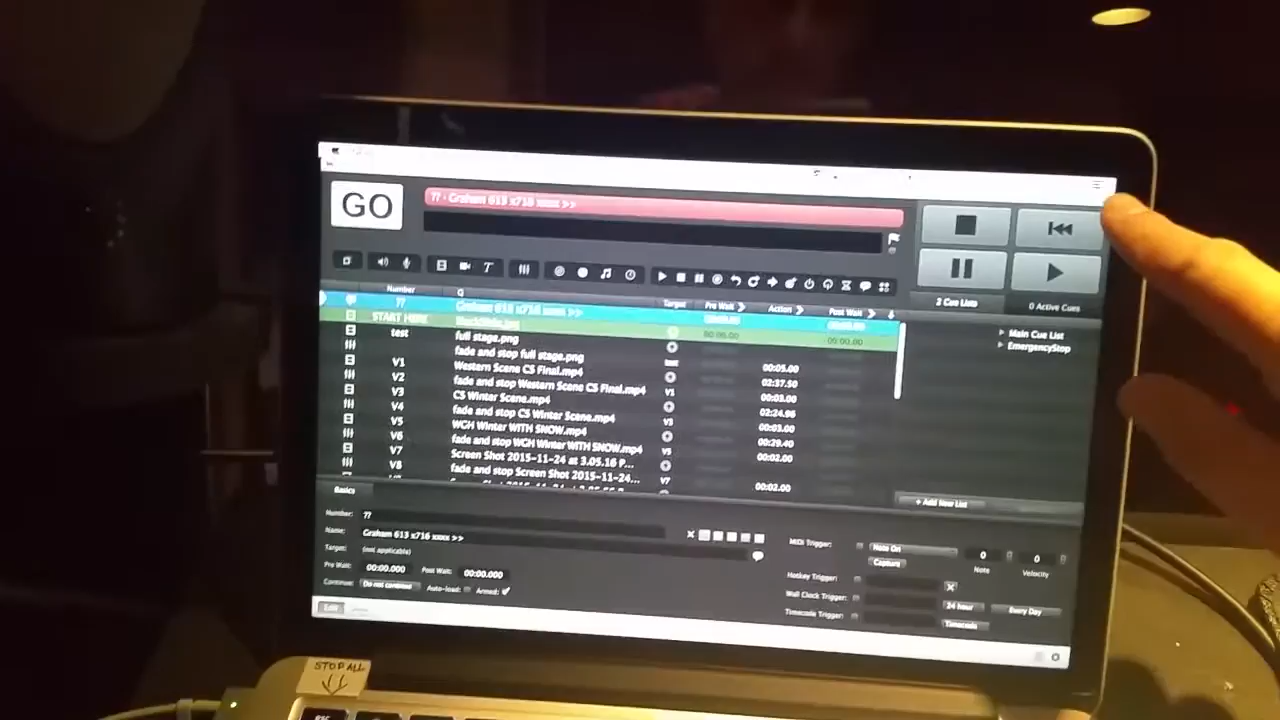 GO
?? · Graham 613 x716 xxxx >>
Number Q Target Pre Wait Action Post Wait
?? Graham 613 x716 xxxx >>
START HERE
test full stage.png
fade and stop full stage.png test 00:05.00
V1 Western Scene CS Final.mp4 02:37.50
V2 fade and stop Western Scene CS Final.mp4 V1 00:03.00
V3 CS Winter Scene.mp4 02:24.96
V4 fade and stop CS Winter Scene.mp4 V3 00:03.00
V5 WGH Winter WITH SNOW.mp4 00:29.40
V6 fade and stop WGH Winter WITH SNOW.mp4 V5 00:02.00
V7 Screen Shot 2015-11-24 at 3.05.16 P...
V8 fade and stop Screen Shot 2015-11-24... V7 00:02.00
2 Cue Lists 0 Active Cues
Main Cue List
EmergencyStop
+ Add New List
Basics
Number: ??
Name: Graham 613 x716 xxxx >>
Target: (not applicable)
Pre Wait: 00:00.000 Post Wait: 00:00.000
Continue: Do not continue Auto-load: Armed:
MIDI Trigger: Note On 0 0
Capture Note Velocity
Hotkey Trigger:
Wall Clock Trigger: 24 hour Every Day
Timecode Trigger: Timecode
Edit
STOP ALL
esc